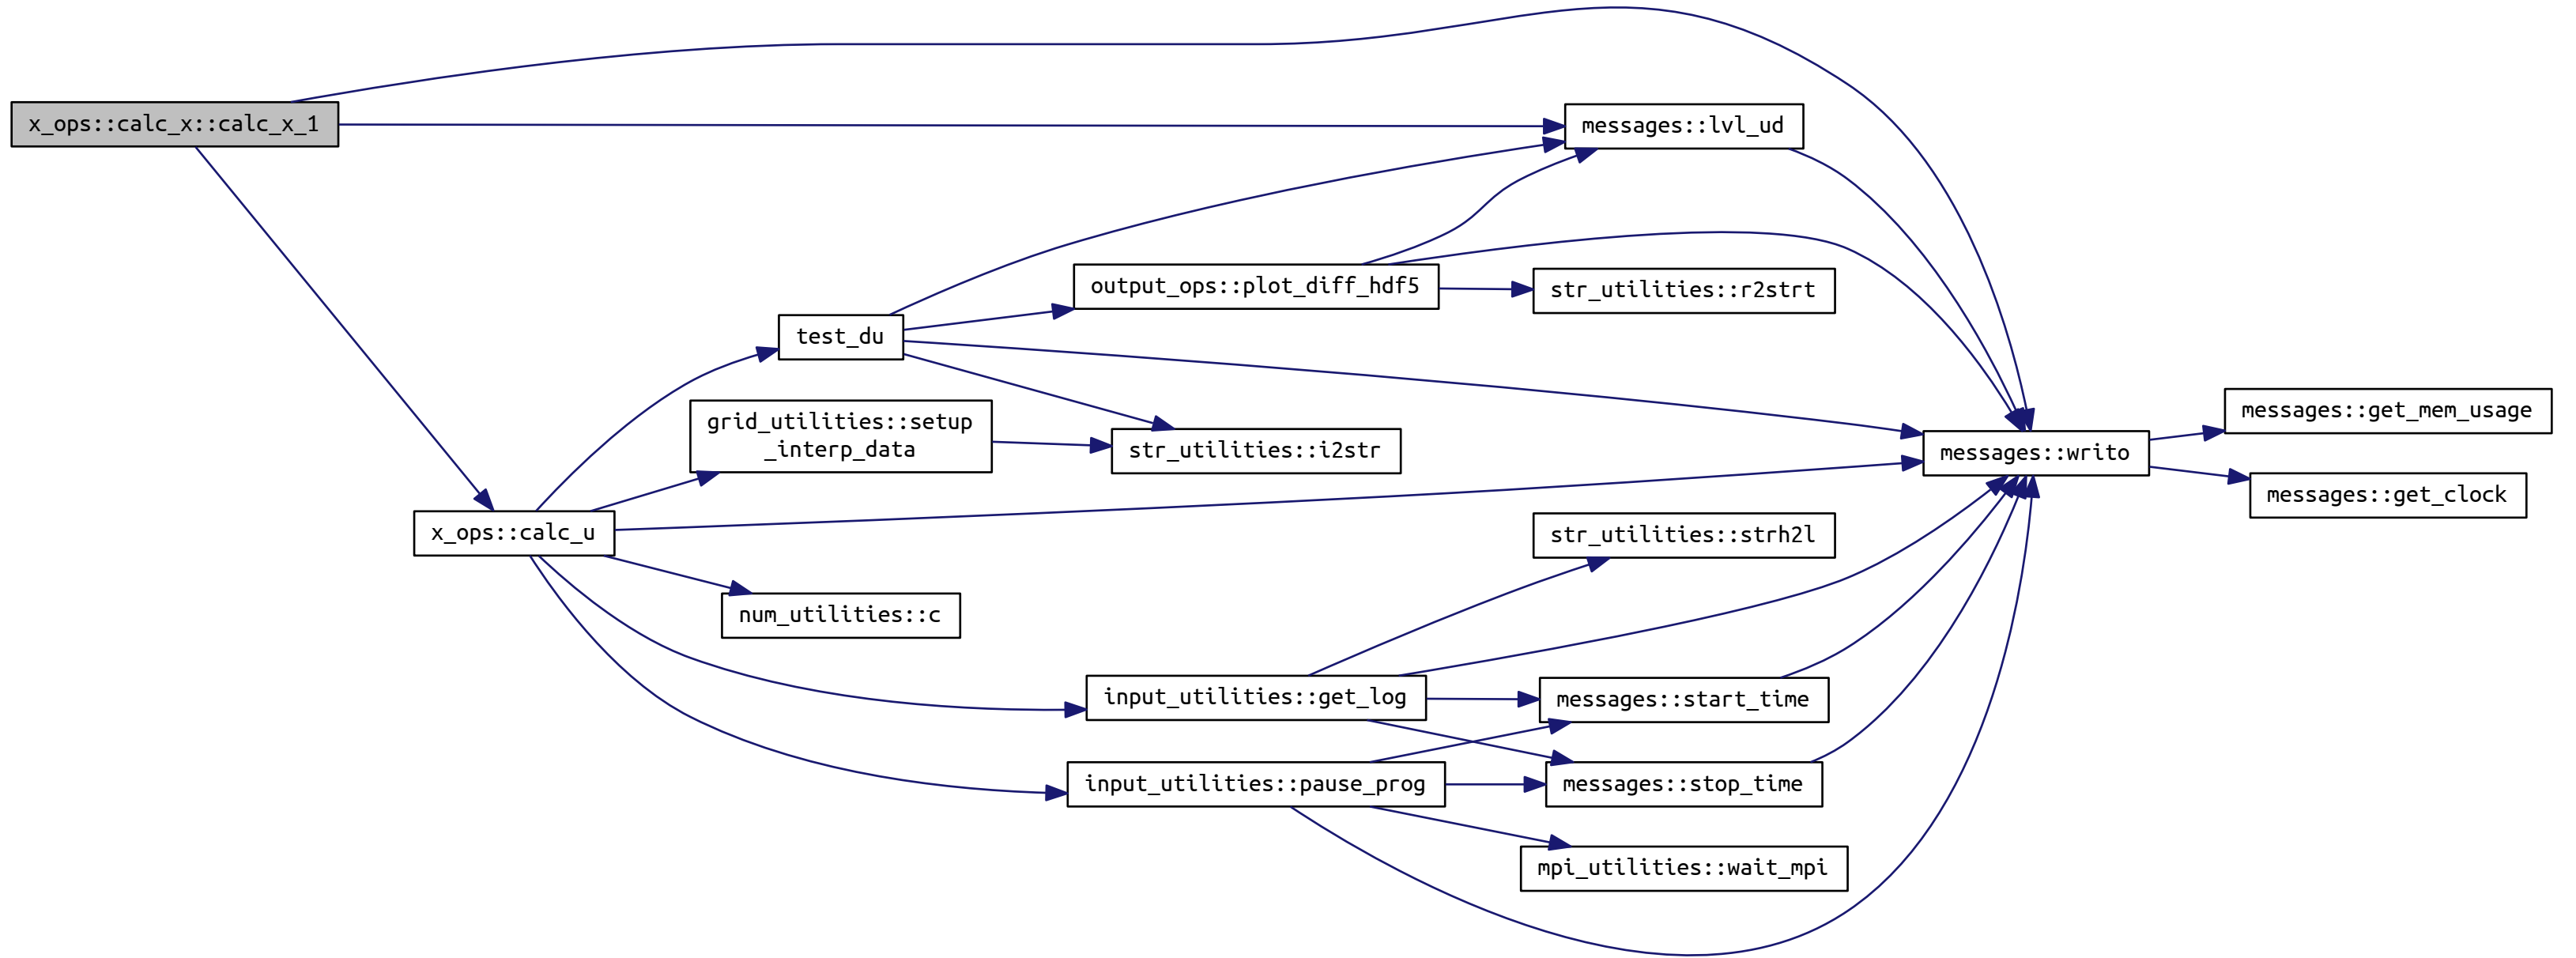 x_ops::calc_x::calc_x_1
messages::lvl_ud
output_ops::plot_diff_hdf5
str_utilities::r2strt
test_du
messages::get_mem_usage
grid_utilities::setup
_interp_data
str_utilities::i2str
messages::writo
messages::get_clock
x_ops::calc_u
str_utilities::strh2l
num_utilities::c
input_utilities::get_log
messages::start_time
input_utilities::pause_prog
messages::stop_time
mpi_utilities::wait_mpi